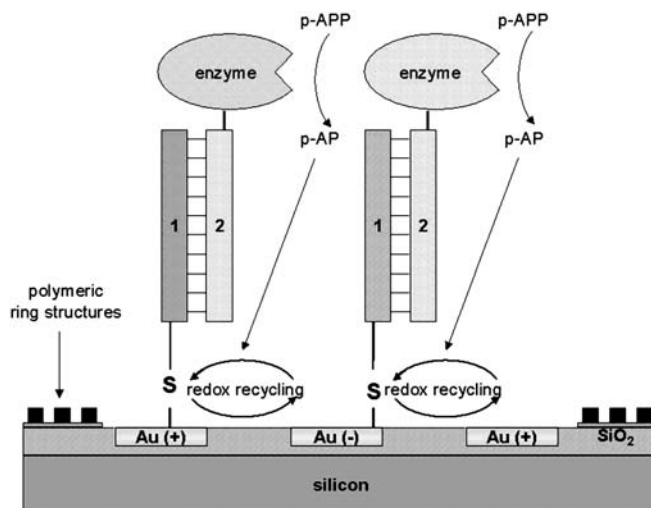 p-APP
p-APP
enzyme
enzyme
p-AP
p-AP
1
2
1
2
polymeric
ring structures
S
redox recycling
S
redox recycling
Au (+)
Au (-)
Au (+)
SiO₂
silicon